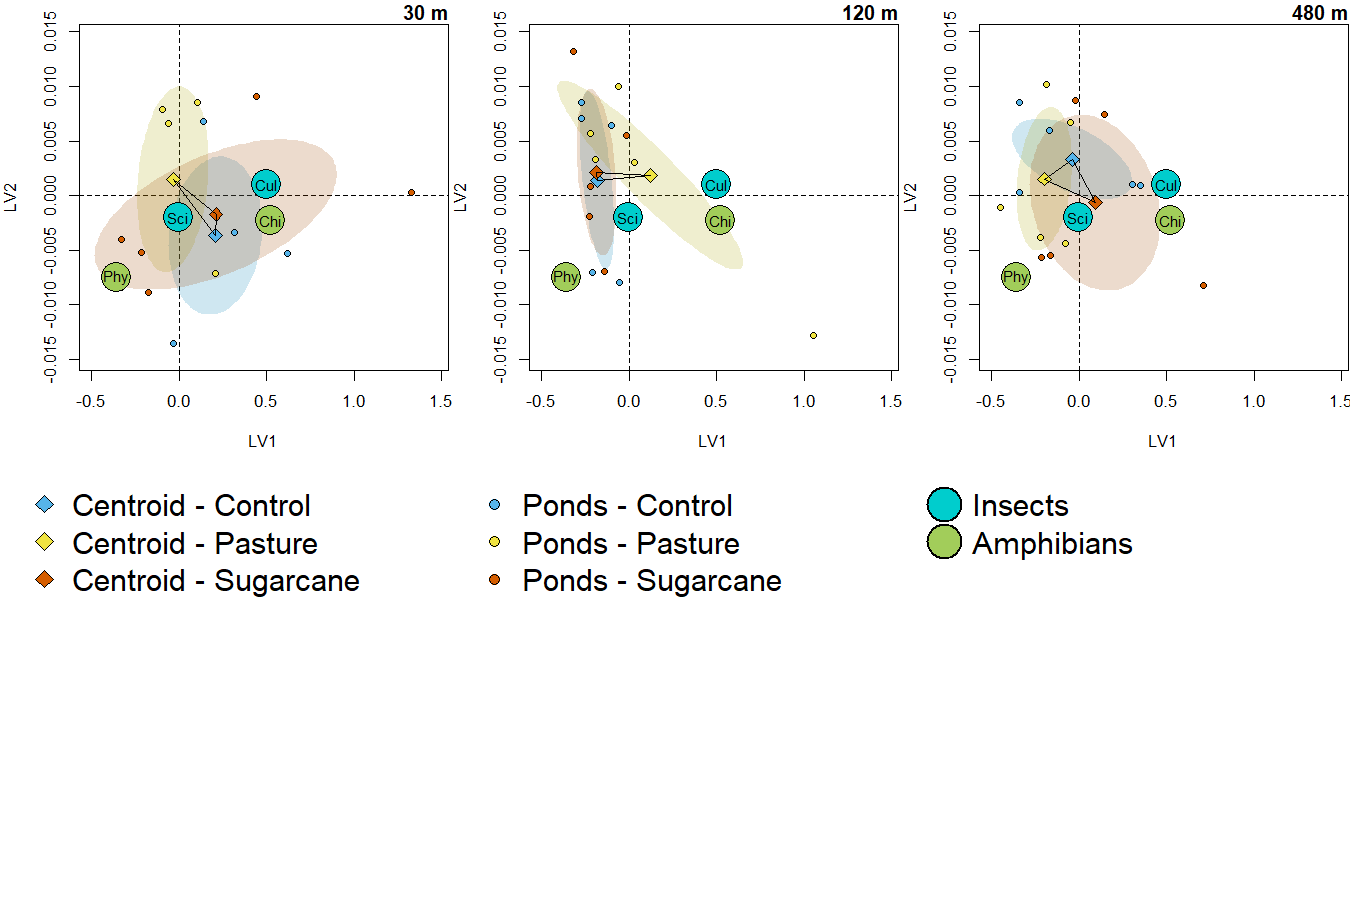 30 m
120 m
480 m
0.015
0.010
0.005
0.000
-0.005
-0.010
-0.015
LV2
Cul
Sci
Chi
Phy
-0.5
0.0
0.5
1.0
1.5
LV1
0.015
0.010
0.005
0.000
-0.005
-0.010
-0.015
LV2
Cul
Sci
Chi
Phy
-0.5
0.0
0.5
1.0
1.5
LV1
0.015
0.010
0.005
0.000
-0.005
-0.010
-0.015
LV2
Cul
Sci
Chi
Phy
-0.5
0.0
0.5
1.0
1.5
LV1
Centroid - Control
Centroid - Pasture
Centroid - Sugarcane
Ponds - Control
Ponds - Pasture
Ponds - Sugarcane
Insects
Amphibians